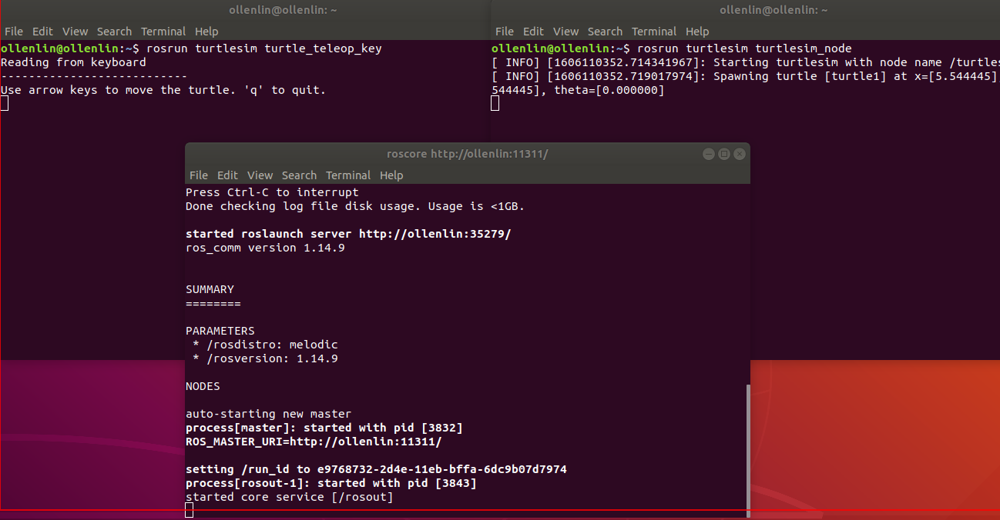 ollenlin@ollenlin: ~
File Edit View Search Terminal Help
ollenlin@ollenlin:~$ rosrun turtlesim turtle_teleop_key
Reading from keyboard
---------------------------
Use arrow keys to move the turtle. 'q' to quit.
ollenlin@ollenlin: ~
File Edit View Search Terminal Help
ollenlin@ollenlin:~$ rosrun turtlesim turtlesim_node
[ INFO] [1606110352.714341967]: Starting turtlesim with node name /turtles
[ INFO] [1606110352.719017974]: Spawning turtle [turtle1] at x=[5.544445]
544445], theta=[0.000000]
roscore http://ollenlin:11311/
File Edit View Search Terminal Help
Press Ctrl-C to interrupt
Done checking log file disk usage. Usage is <1GB.
started roslaunch server http://ollenlin:35279/
ros_comm version 1.14.9
SUMMARY
========
PARAMETERS
* /rosdistro: melodic
* /rosversion: 1.14.9
NODES
auto-starting new master
process[master]: started with pid [3832]
ROS_MASTER_URI=http://ollenlin:11311/
setting /run_id to e9768732-2d4e-11eb-bffa-6dc9b07d7974
process[rosout-1]: started with pid [3843]
started core service [/rosout]